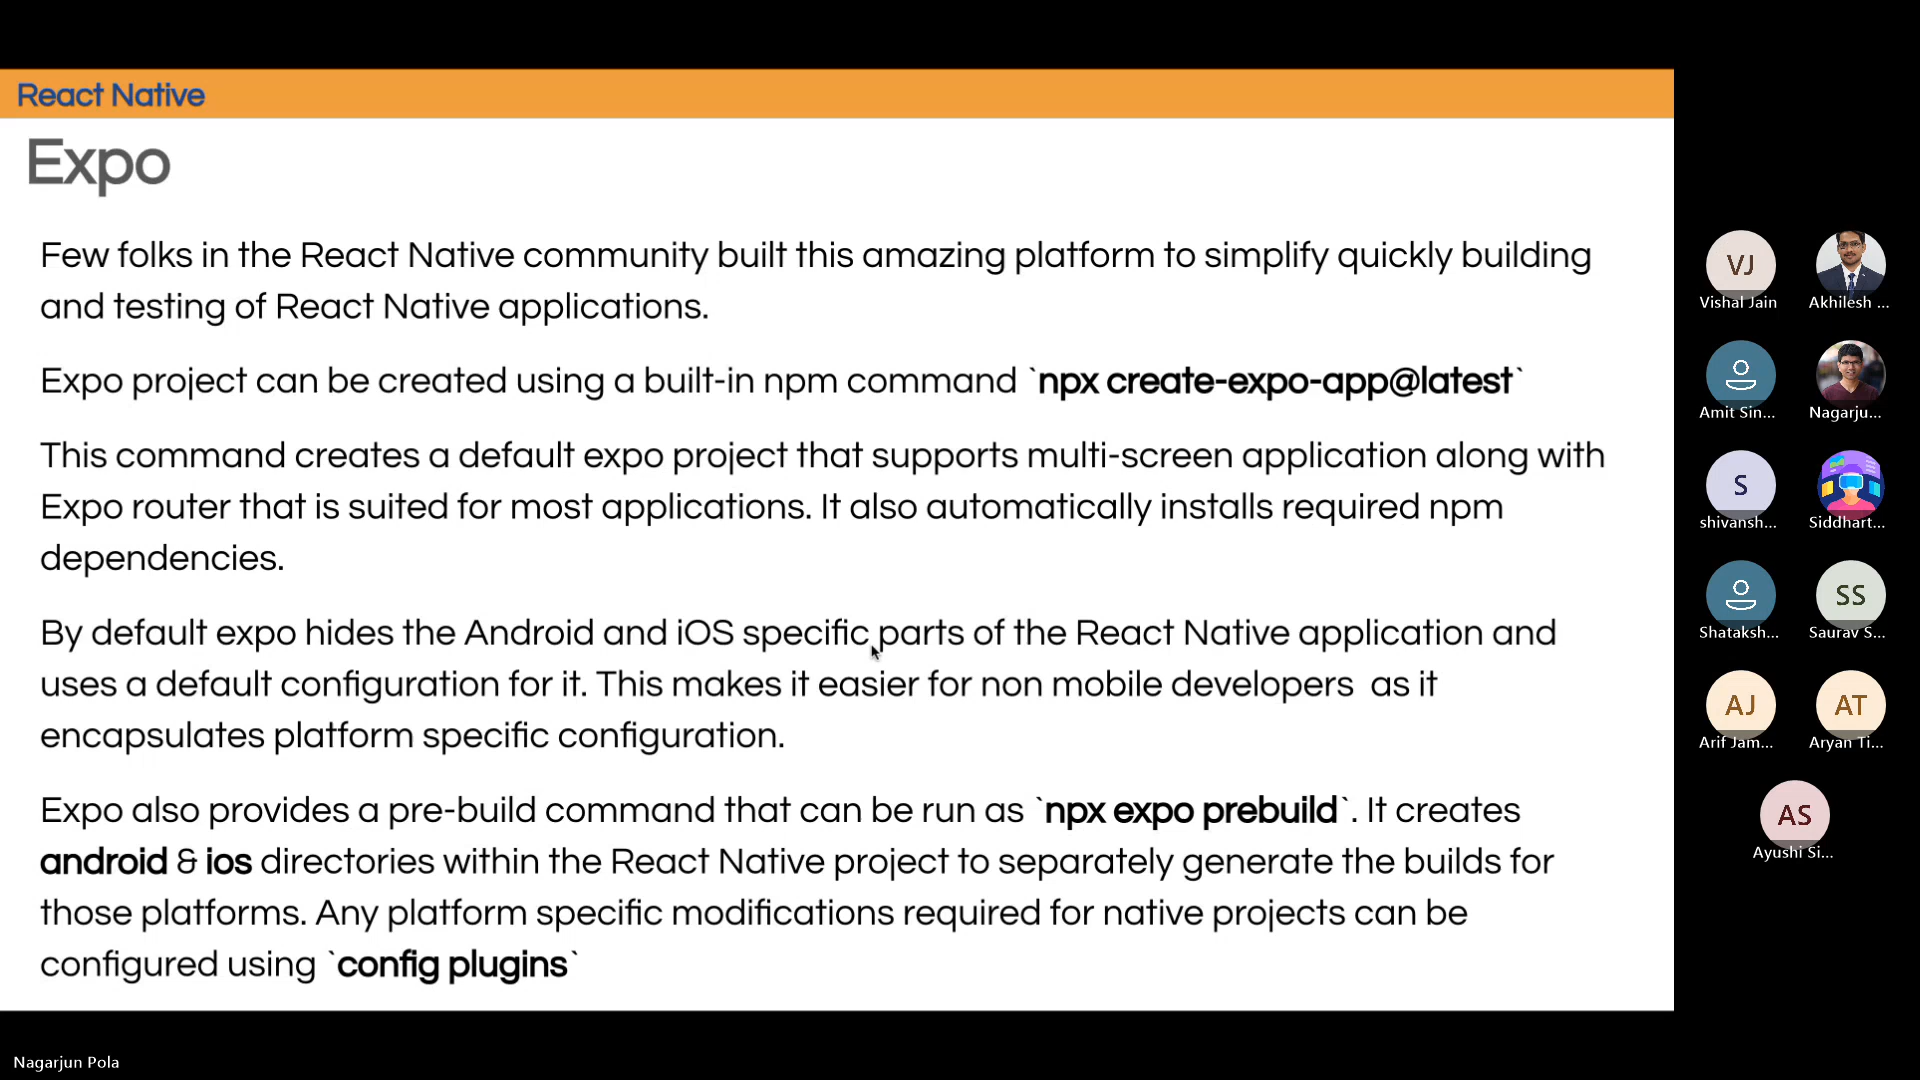 React Native
Expo
Few folks in the React Native community built this amazing platform to simplify quickly building
and testing of React Native applications.
Expo project can be created using a built-in npm command `npx create-expo-app@latest`
This command creates a default expo project that supports multi-screen application along with
Expo router that is suited for most applications. It also automatically installs required npm
dependencies.
By default expo hides the Android and iOS specific parts of the React Native application and
uses a default configuration for it. This makes it easier for non mobile developers  as it
encapsulates platform specific configuration.
Expo also provides a pre-build command that can be run as `npx expo prebuild`. It creates
android & ios directories within the React Native project to separately generate the builds for
those platforms. Any platform specific modifications required for native projects can be
configured using `config plugins`
VJ
Vishal Jain
Akhilesh ...
Amit Sin...
Nagarju...
S
shivansh...
Siddhart...
Shataksh...
SS
Saurav S...
AJ
Arif Jam...
AT
Aryan Ti...
AS
Ayushi Si...
Nagarjun Pola